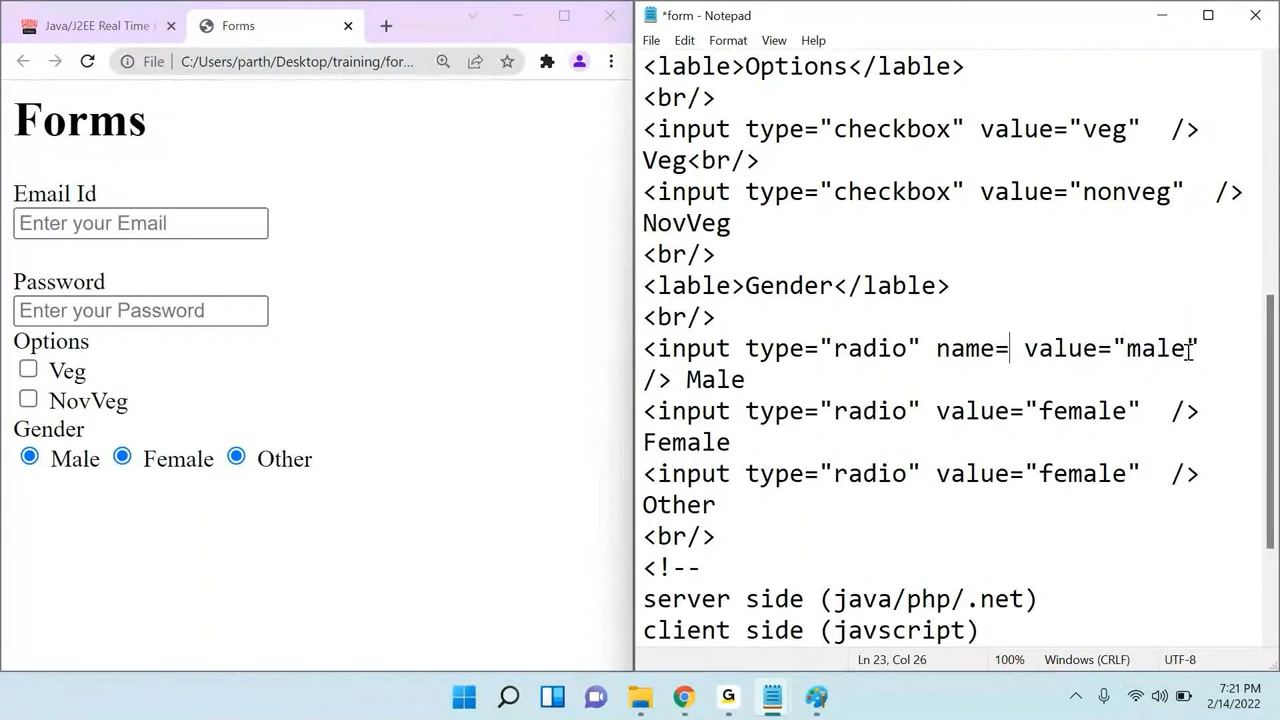 Java/J2EE Real Time
Forms
File C:/Users/parth/Desktop/training/for...
Forms
Email Id
Enter your Email
Password
Enter your Password
Options
Veg
NovVeg
Gender
Male Female Other
*form - Notepad
File Edit Format View Help
<lable>Options</lable>
<br/>
<input type="checkbox" value="veg"  />
Veg<br/>
<input type="checkbox" value="nonveg"  />
NovVeg
<br/>
<lable>Gender</lable>
<br/>
<input type="radio" name= value="male"
/> Male
<input type="radio" value="female"  />
Female
<input type="radio" value="female"  />
Other
<br/>
<!--
server side (java/php/.net)
client side (javscript)
Ln 23, Col 26 100% Windows (CRLF) UTF-8
G
7:21 PM
2/14/2022